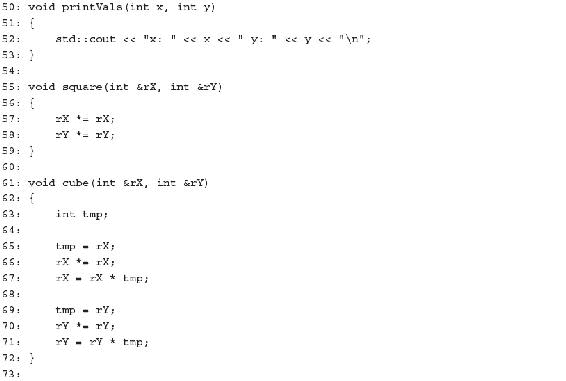 50: void printVals(int x, int y)
51: {
52:     std::cout << "x: " << x << " y: " << y << "\n";
53: }
54:
55: void square(int &rX, int &rY)
56: {
57:     rX *= rX;
58:     rY *= rY;
59: }
60:
61: void cube(int &rX, int &rY)
62: {
63:     int tmp;
64:
65:     tmp = rX;
66:     rX *= rX;
67:     rX = rX * tmp;
68:
69:     tmp = rY;
70:     rY *= rY;
71:     rY = rY * tmp;
72: }
73: